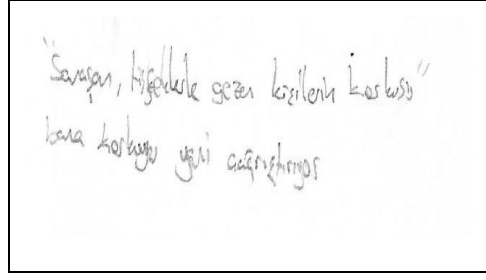 "Savaşan, tüfeklerle gezen kişilerin korkusu"
bana korkuyu yani çağrıştırıyor